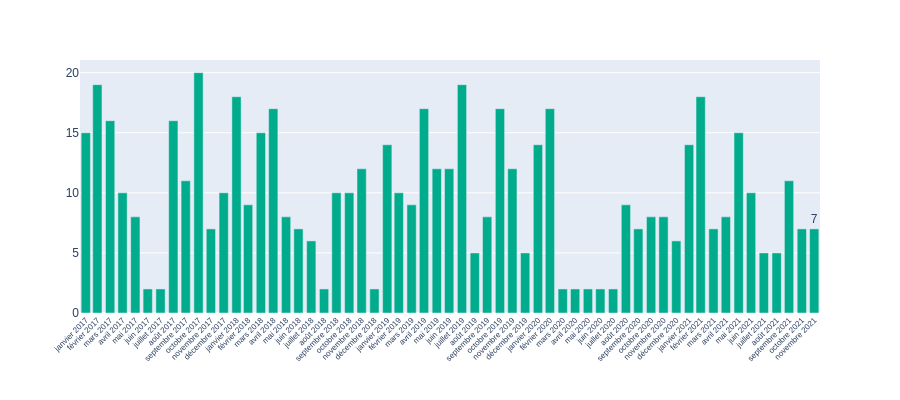 20
15
10
5
0
7
janvier 2017
février 2017
mars 2017
avril 2017
mai 2017
juin 2017
juillet 2017
août 2017
septembre 2017
octobre 2017
novembre 2017
décembre 2017
janvier 2018
février 2018
mars 2018
avril 2018
mai 2018
juin 2018
juillet 2018
août 2018
septembre 2018
octobre 2018
novembre 2018
décembre 2018
janvier 2019
février 2019
mars 2019
avril 2019
mai 2019
juin 2019
juillet 2019
août 2019
septembre 2019
octobre 2019
novembre 2019
décembre 2019
janvier 2020
février 2020
mars 2020
avril 2020
mai 2020
juin 2020
juillet 2020
août 2020
septembre 2020
octobre 2020
novembre 2020
décembre 2020
janvier 2021
février 2021
mars 2021
avril 2021
mai 2021
juin 2021
juillet 2021
août 2021
septembre 2021
octobre 2021
novembre 2021